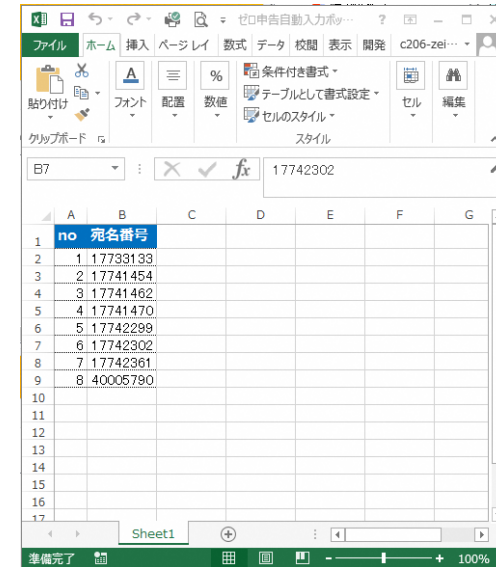 ゼロ申告自動入力ボッ… ?
ファイル ホーム 挿入 ページ レイ 数式 データ 校閲 表示 開発 c206-zei…
貼り付け フォント 配置 数値 条件付き書式 テーブルとして書式設定 セルのスタイル セル 編集
クリップボード スタイル
B7 fx 17742302
A B C D E F G
1 no 宛名番号
2 1 17733133
3 2 17741454
4 3 17741462
5 4 17741470
6 5 17742299
7 6 17742302
8 7 17742361
9 8 40005790
10
11
12
13
14
15
16
17
Sheet1
準備完了 100%